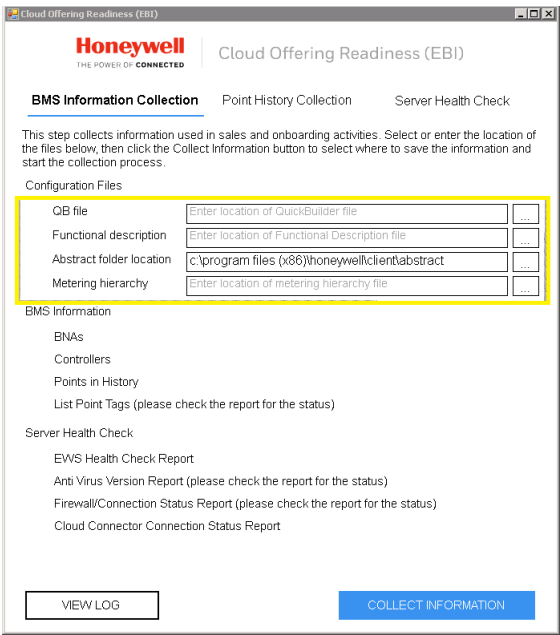 Cloud Offering Readiness (EBI)
Honeywell
THE POWER OF CONNECTED
Cloud Offering Readiness (EBI)
BMS Information Collection Point History Collection Server Health Check
This step collects information used in sales and onboarding activities. Select or enter the location of
the files below, then click the Collect Information button to select where to save the information and
start the collection process.
Configuration Files
QB file Enter location of QuickBuilder file ...
Functional description Enter location of Functional Description file ...
Abstract folder location c:\program files (x86)\honeywell\client\abstract ...
Metering hierarchy Enter location of metering hierarchy file ...
BMS Information
BNAs
Controllers
Points in History
List Point Tags (please check the report for the status)
Server Health Check
EWS Health Check Report
Anti Virus Version Report (please check the report for the status)
Firewall/Connection Status Report (please check the report for the status)
Cloud Connector Connection Status Report
VIEW LOG COLLECT INFORMATION